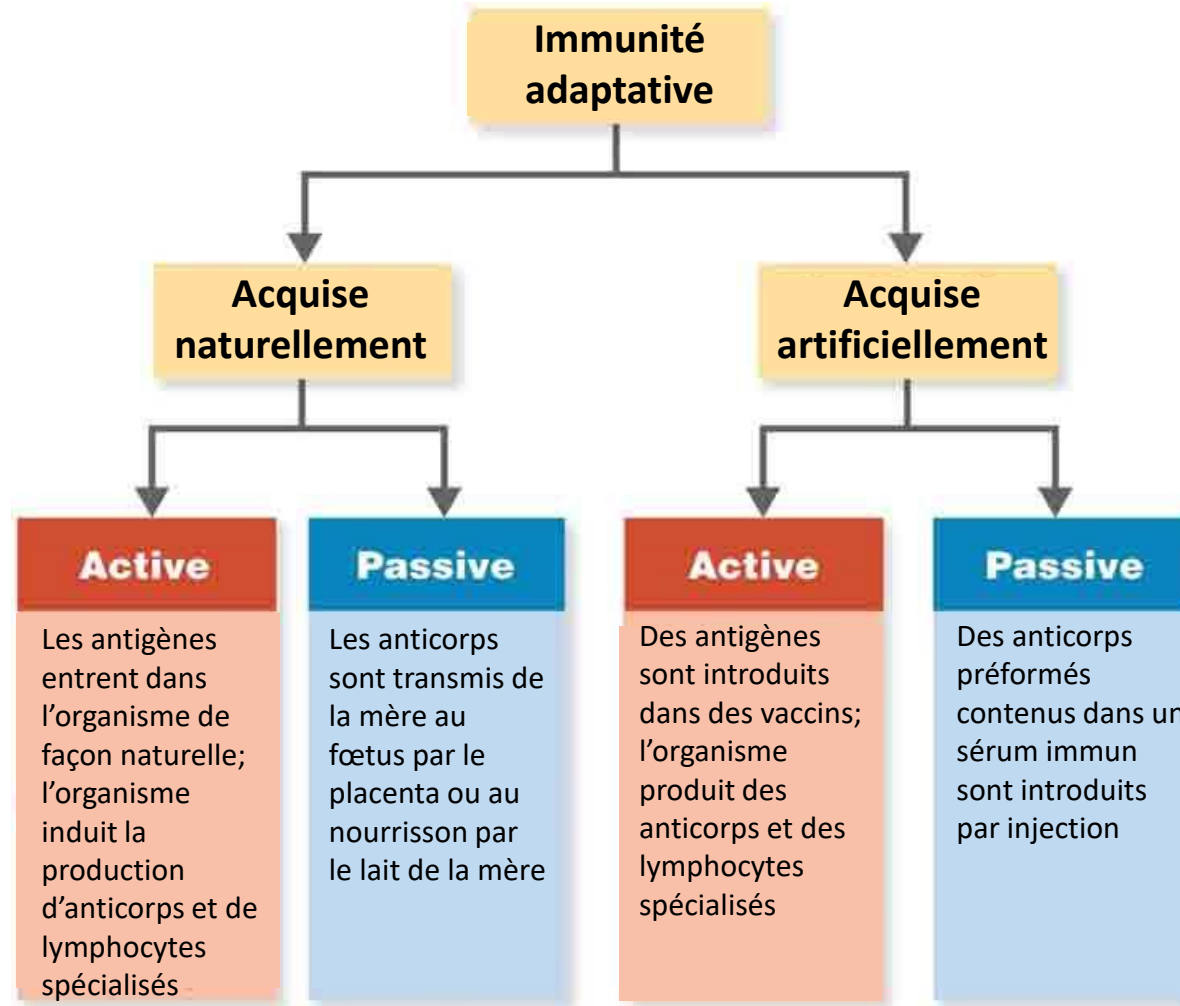 Immunité
adaptative
Acquise
naturellement
Acquise
artificiellement
Active
Les antigènes
entrent dans
l'organisme de
façon naturelle;
l'organisme
induit la
production
d'anticorps et de
lymphocytes
spécialisés
Passive
Les anticorps
sont transmis de
la mère au
fœtus par le
placenta ou au
nourrisson par
le lait de la mère
Active
Des antigènes
sont introduits
dans des vaccins;
l'organisme
produit des
anticorps et des
lymphocytes
spécialisés
Passive
Des anticorps
préformés
contenus dans un
sérum immun
sont introduits
par injection